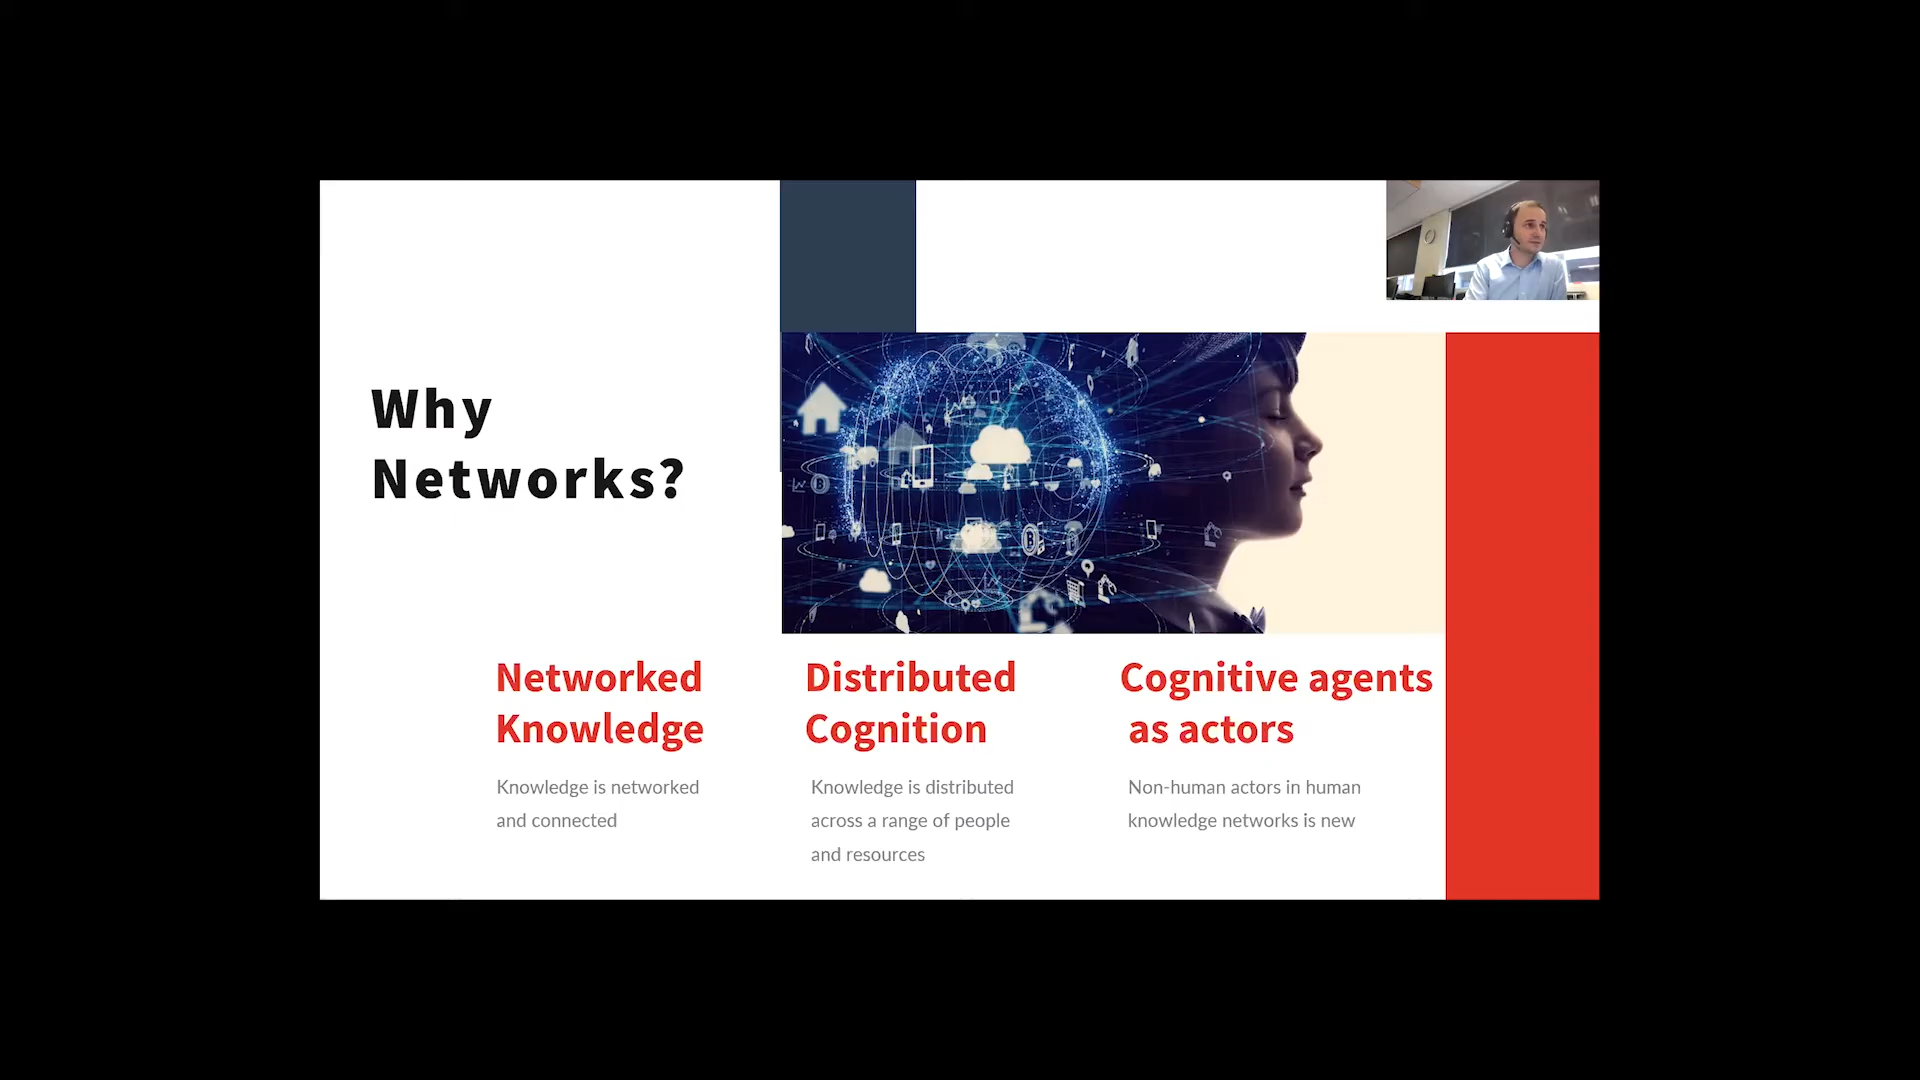 Why
Networks?
Networked
Knowledge
Knowledge is networked
and connected
Distributed
Cognition
Knowledge is distributed
across a range of people
and resources
Cognitive agents
as actors
Non-human actors in human
knowledge networks is new